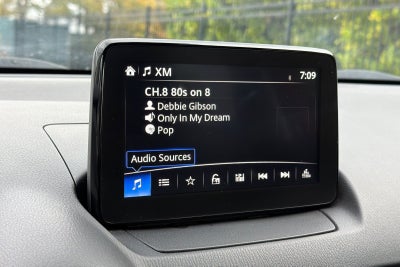 XM
7:09
CH.8 80s on 8
Debbie Gibson
Only In My Dream
Pop
Audio Sources